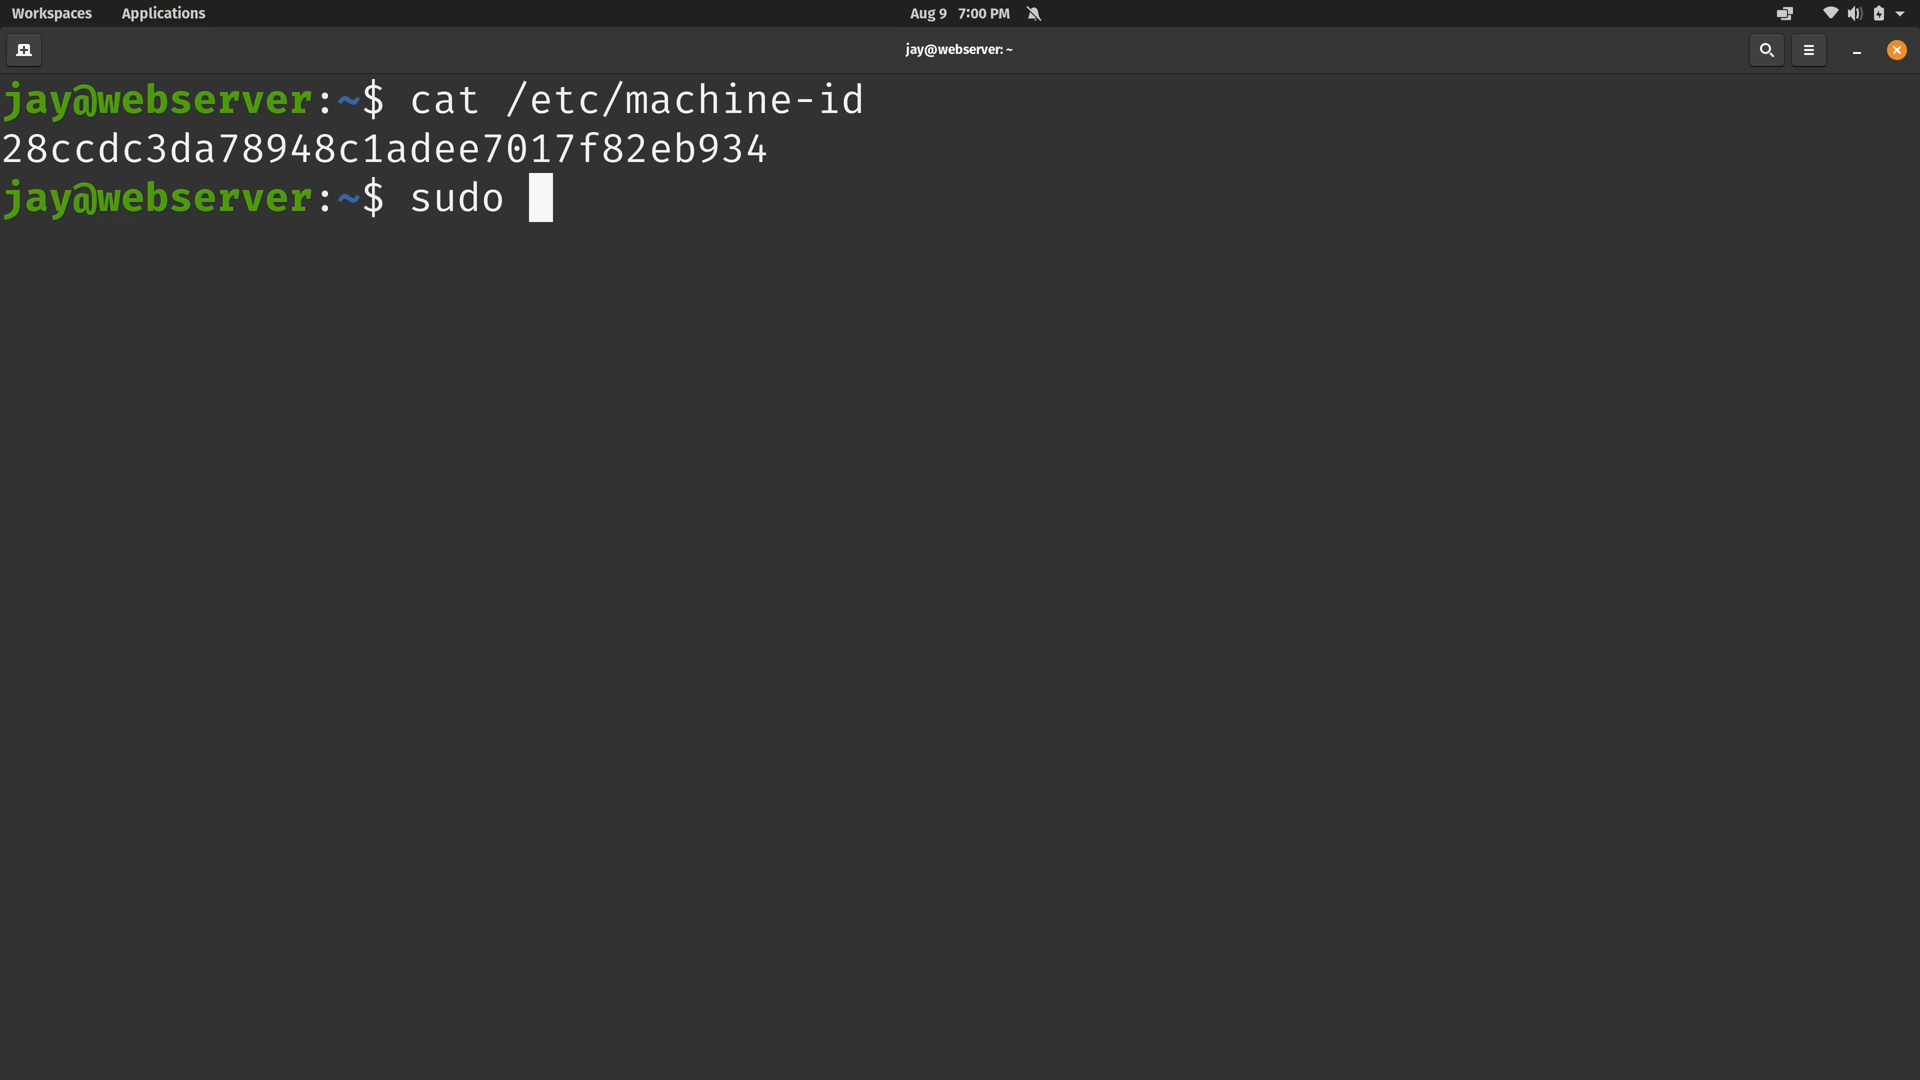 Workspaces Applications Aug 9 7:00 PM
jay@webserver: ~
jay@webserver:~$ cat /etc/machine-id
28ccdc3da78948c1adee7017f82eb934
jay@webserver:~$ sudo